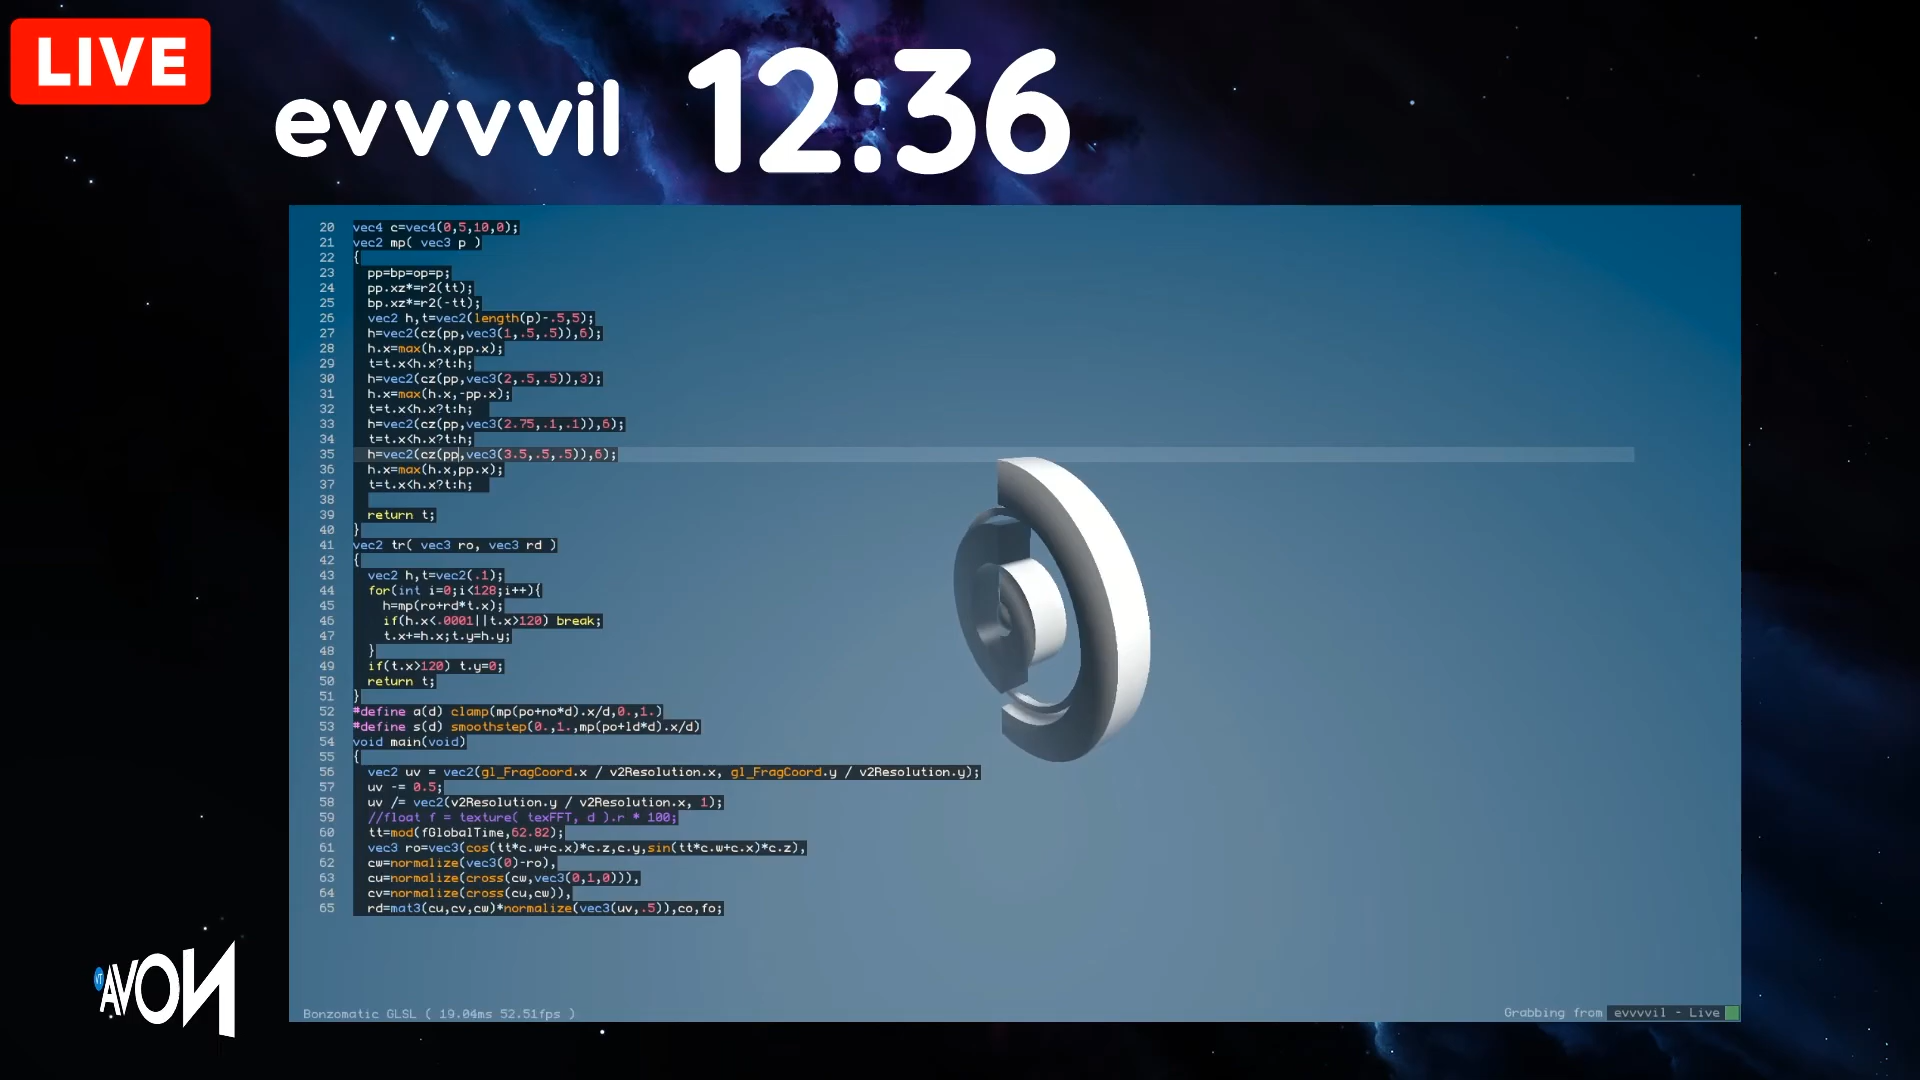 LIVE
evvvvil 12:36
20 vec4 c=vec4(0,5,10,0);
21 vec2 mp( vec3 p )
22 {
23 pp=bp=op=p;
24 pp.xz*=r2(tt);
25 bp.xz*=r2(-tt);
26 vec2 h,t=vec2(length(p)-.5,5);
27 h=vec2(cz(pp,vec3(1,.5,.5)),6);
28 h.x=max(h.x,pp.x);
29 t=t.x<h.x?t:h;
30 h=vec2(cz(pp,vec3(2,.5,.5)),3);
31 h.x=max(h.x,-pp.x);
32 t=t.x<h.x?t:h;
33 h=vec2(cz(pp,vec3(2.75,.1,.1)),6);
34 t=t.x<h.x?t:h;
35 h=vec2(cz(pp,vec3(3.5,.5,.5)),6);
36 h.x=max(h.x,pp.x);
37 t=t.x<h.x?t:h;
38
39 return t;
40 }
41 vec2 tr( vec3 ro, vec3 rd )
42 {
43 vec2 h,t=vec2(.1);
44 for(int i=0;i<128;i++){
45 h=mp(ro+rd*t.x);
46 if(h.x<.0001||t.x>120) break;
47 t.x+=h.x;t.y=h.y;
48 }
49 if(t.x>120) t.y=0;
50 return t;
51 }
52 #define a(d) clamp(mp(po+no*d).x/d,0.,1.)
53 #define s(d) smoothstep(0.,1.,mp(po+ld*d).x/d)
54 void main(void)
55 {
56 vec2 uv = vec2(gl_FragCoord.x / v2Resolution.x, gl_FragCoord.y / v2Resolution.y);
57 uv -= 0.5;
58 uv /= vec2(v2Resolution.y / v2Resolution.x, 1);
59 //float f = texture( texFFT, d ).r * 100;
60 tt=mod(fGlobalTime,62.82);
61 vec3 ro=vec3(cos(tt*c.w+c.x)*c.z,c.y,sin(tt*c.w+c.x)*c.z),
62 cw=normalize(vec3(0)-ro),
63 cu=normalize(cross(cw,vec3(0,1,0))),
64 cv=normalize(cross(cu,cw)),
65 rd=mat3(cu,cv,cw)*normalize(vec3(uv,.5)),co,fo;
VT NOVA
Bonzomatic GLSL ( 19.04ms 52.51fps )
Grabbing from evvvvil - Live